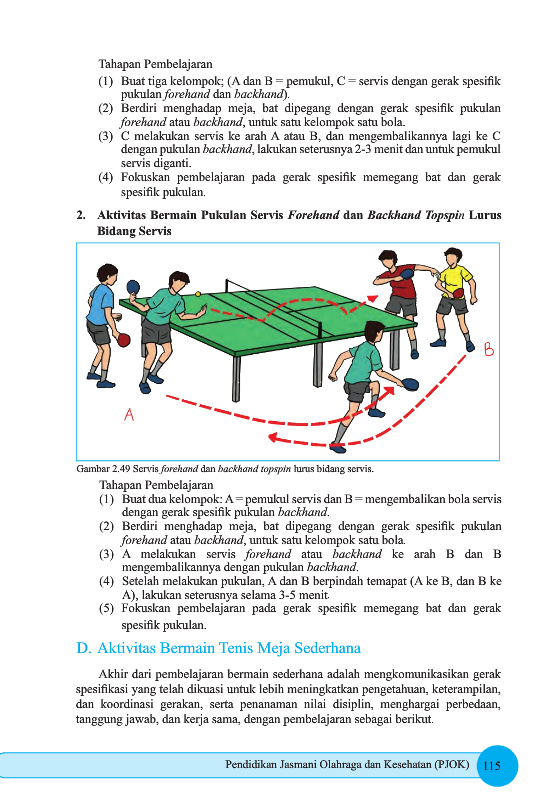 Tahapan Pembelajaran
(1) Buat tiga kelompok; (A dan B = pemukul, C = servis dengan gerak spesifik
pukulan forehand dan backhand).
(2) Berdiri menghadap meja, bat dipegang dengan gerak spesifik pukulan
forehand atau backhand, untuk satu kelompok satu bola.
(3) C melakukan servis ke arah A atau B, dan mengembalikannya lagi ke C
dengan pukulan backhand, lakukan seterusnya 2-3 menit dan untuk pemukul
servis diganti.
(4) Fokuskan pembelajaran pada gerak spesifik memegang bat dan gerak
spesifik pukulan.
2. Aktivitas Bermain Pukulan Servis Forehand dan Backhand Topspin Lurus
Bidang Servis
A
B
Gambar 2.49 Servis forehand dan backhand topspin lurus bidang servis.
Tahapan Pembelajaran
(1) Buat dua kelompok: A = pemukul servis dan B = mengembalikan bola servis
dengan gerak spesifik pukulan backhand.
(2) Berdiri menghadap meja, bat dipegang dengan gerak spesifik pukulan
forehand atau backhand, untuk satu kelompok satu bola.
(3) A melakukan servis forehand atau backhand ke arah B dan B
mengembalikannya dengan pukulan backhand.
(4) Setelah melakukan pukulan, A dan B berpindah temapat (A ke B, dan B ke
A), lakukan seterusnya selama 3-5 menit
(5) Fokuskan pembelajaran pada gerak spesifik memegang bat dan gerak
spesifik pukulan.
D. Aktivitas Bermain Tenis Meja Sederhana
Akhir dari pembelajaran bermain sederhana adalah mengkomunikasikan gerak
spesifikasi yang telah dikuasi untuk lebih meningkatkan pengetahuan, keterampilan,
dan koordinasi gerakan, serta penanaman nilai disiplin, menghargai perbedaan,
tanggung jawab, dan kerja sama, dengan pembelajaran sebagai berikut.
Pendidikan Jasmani Olahraga dan Kesehatan (PJOK) 115